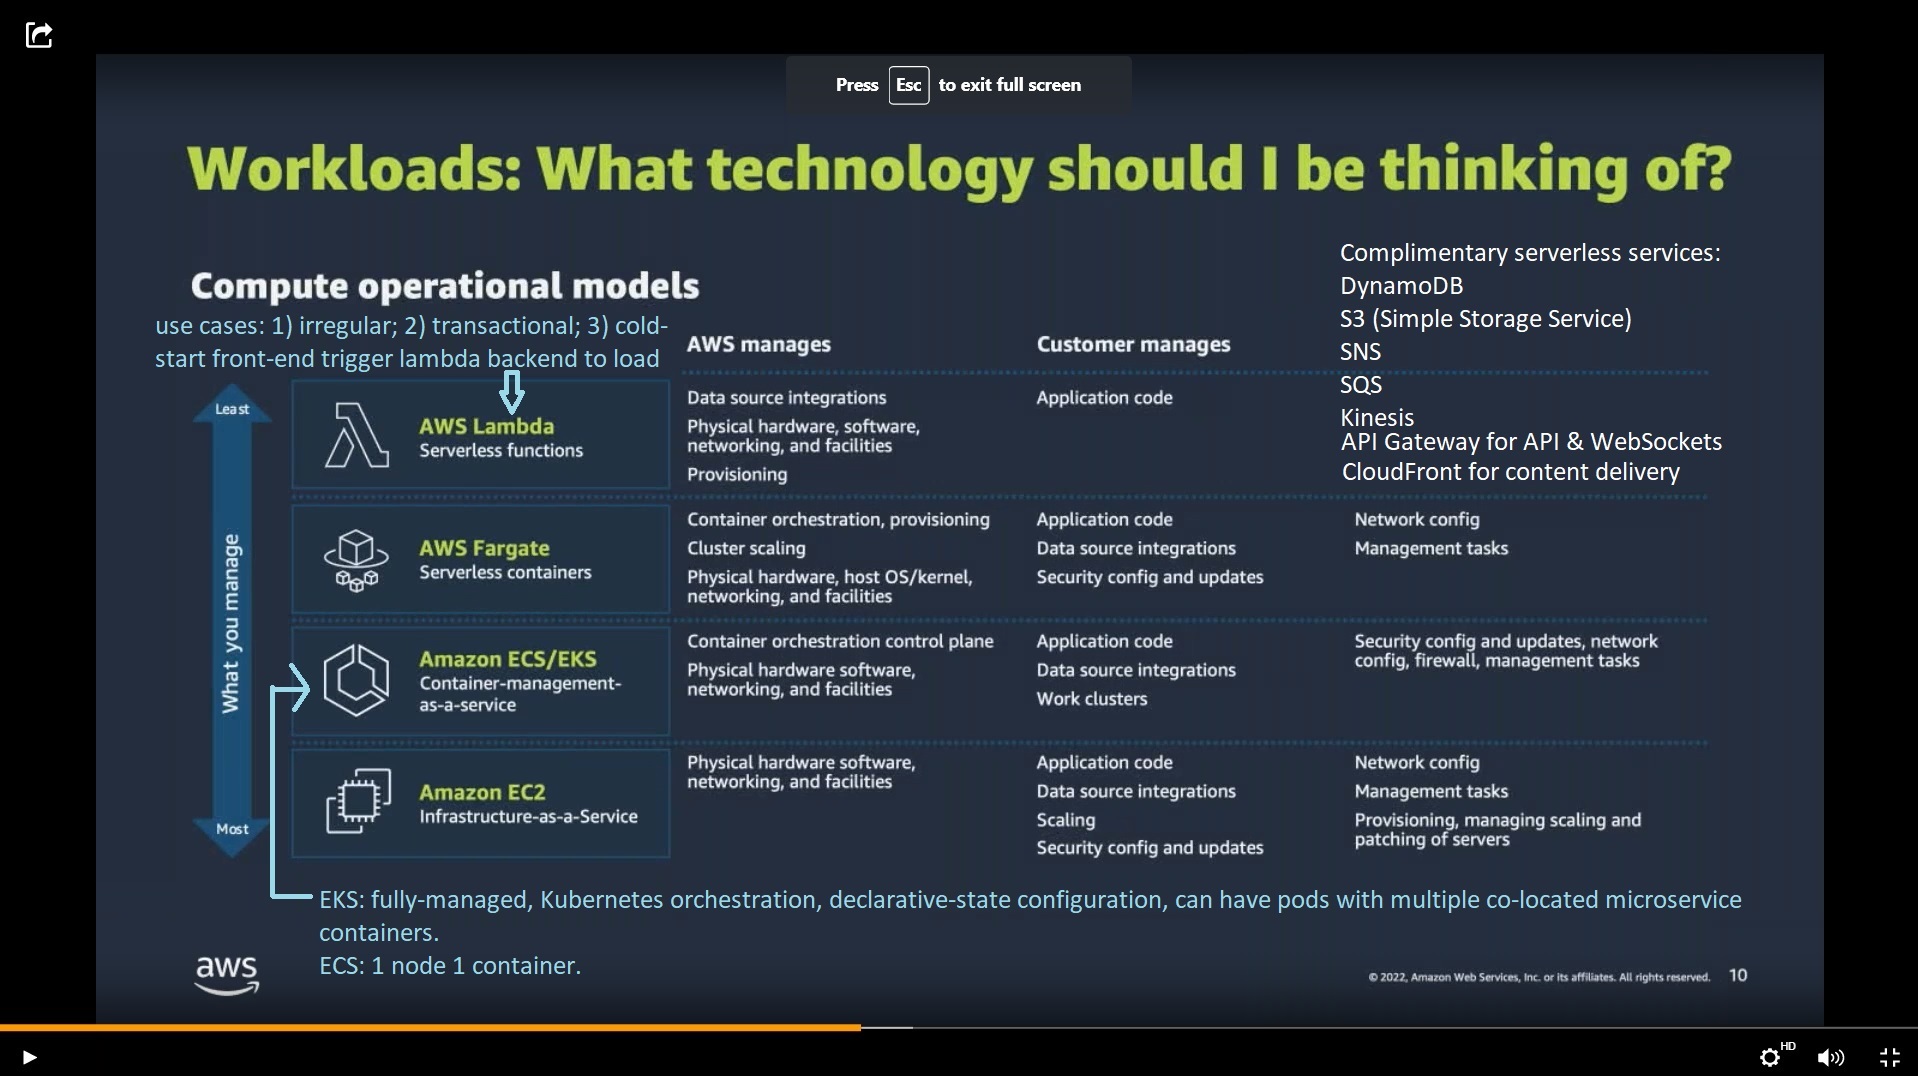 Press Esc to exit full screen
Workloads: What technology should I be thinking of?
Complimentary serverless services:
DynamoDB
S3 (Simple Storage Service)
SNS
SQS
Kinesis
API Gateway for API & WebSockets
CloudFront for content delivery
Compute operational models
use cases: 1) irregular; 2) transactional; 3) cold-
start front-end trigger lambda backend to load
AWS manages
Customer manages
Least
What you manage
Most
AWS Lambda
Serverless functions
Data source integrations
Physical hardware, software,
networking, and facilities
Provisioning
Application code
AWS Fargate
Serverless containers
Container orchestration, provisioning
Cluster scaling
Physical hardware, host OS/kernel,
networking, and facilities
Application code
Data source integrations
Security config and updates
Network config
Management tasks
Amazon ECS/EKS
Container-management-
as-a-service
Container orchestration control plane
Physical hardware software,
networking, and facilities
Application code
Data source integrations
Work clusters
Security config and updates, network
config, firewall, management tasks
Amazon EC2
Infrastructure-as-a-Service
Physical hardware software,
networking, and facilities
Application code
Data source integrations
Scaling
Security config and updates
Network config
Management tasks
Provisioning, managing scaling and
patching of servers
EKS: fully-managed, Kubernetes orchestration, declarative-state configuration, can have pods with multiple co-located microservice
containers.
ECS: 1 node 1 container.
aws
© 2022, Amazon Web Services, Inc. or its affiliates. All rights reserved. 10
HD